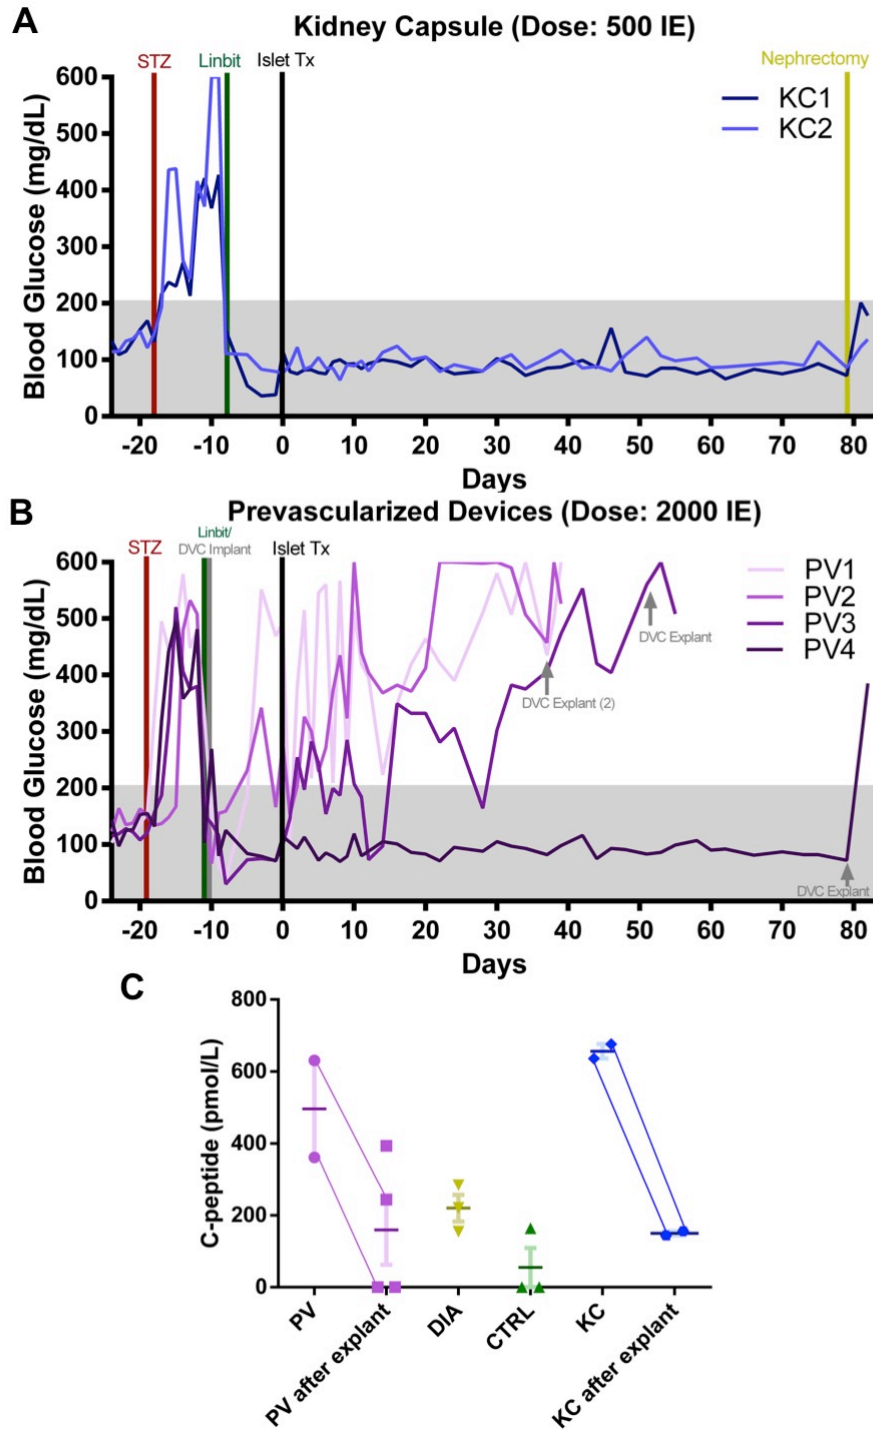 A
Kidney Capsule (Dose: 500 IE)
STZ Linbit Islet Tx Nephrectomy
600
500
400
300
200
100
0
Blood Glucose (mg/dL)
KC1
KC2
-20 -10 0 10 20 30 40 50 60 70 80
Days
B
Prevascularized Devices (Dose: 2000 IE)
Linbit/
STZ DVC Implant Islet Tx
600
500
400
300
200
100
0
Blood Glucose (mg/dL)
PV1
PV2
PV3
PV4
DVC Explant
DVC Explant (2)
DVC Explant
-20 -10 0 10 20 30 40 50 60 70 80
Days
C
800
600
400
200
0
C-peptide (pmol/L)
PV
PV after explant
DIA
CTRL
KC
KC after explant